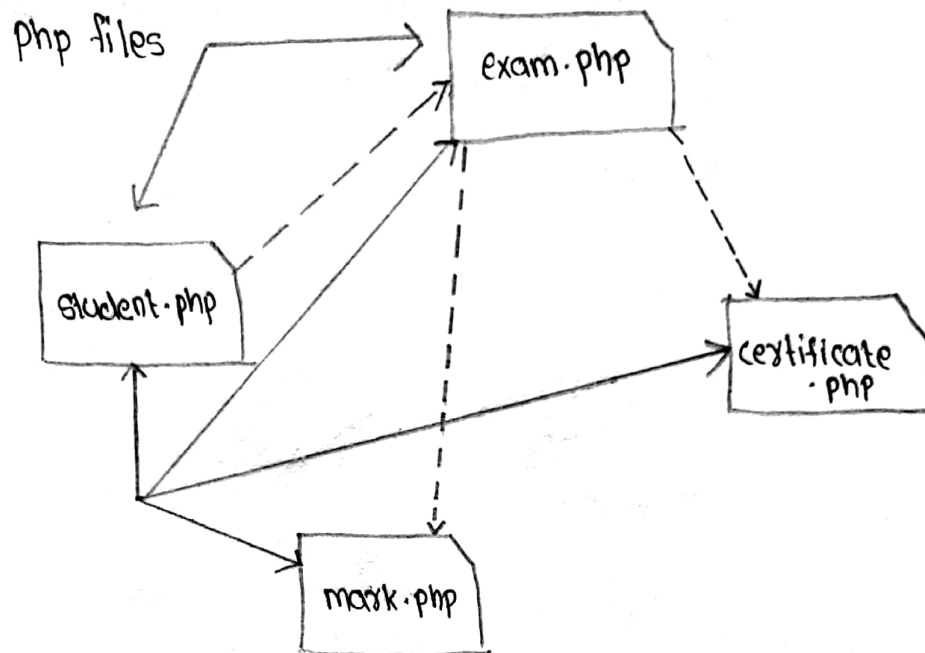 php files
exam.php
student.php
certificate
.php
mark.php